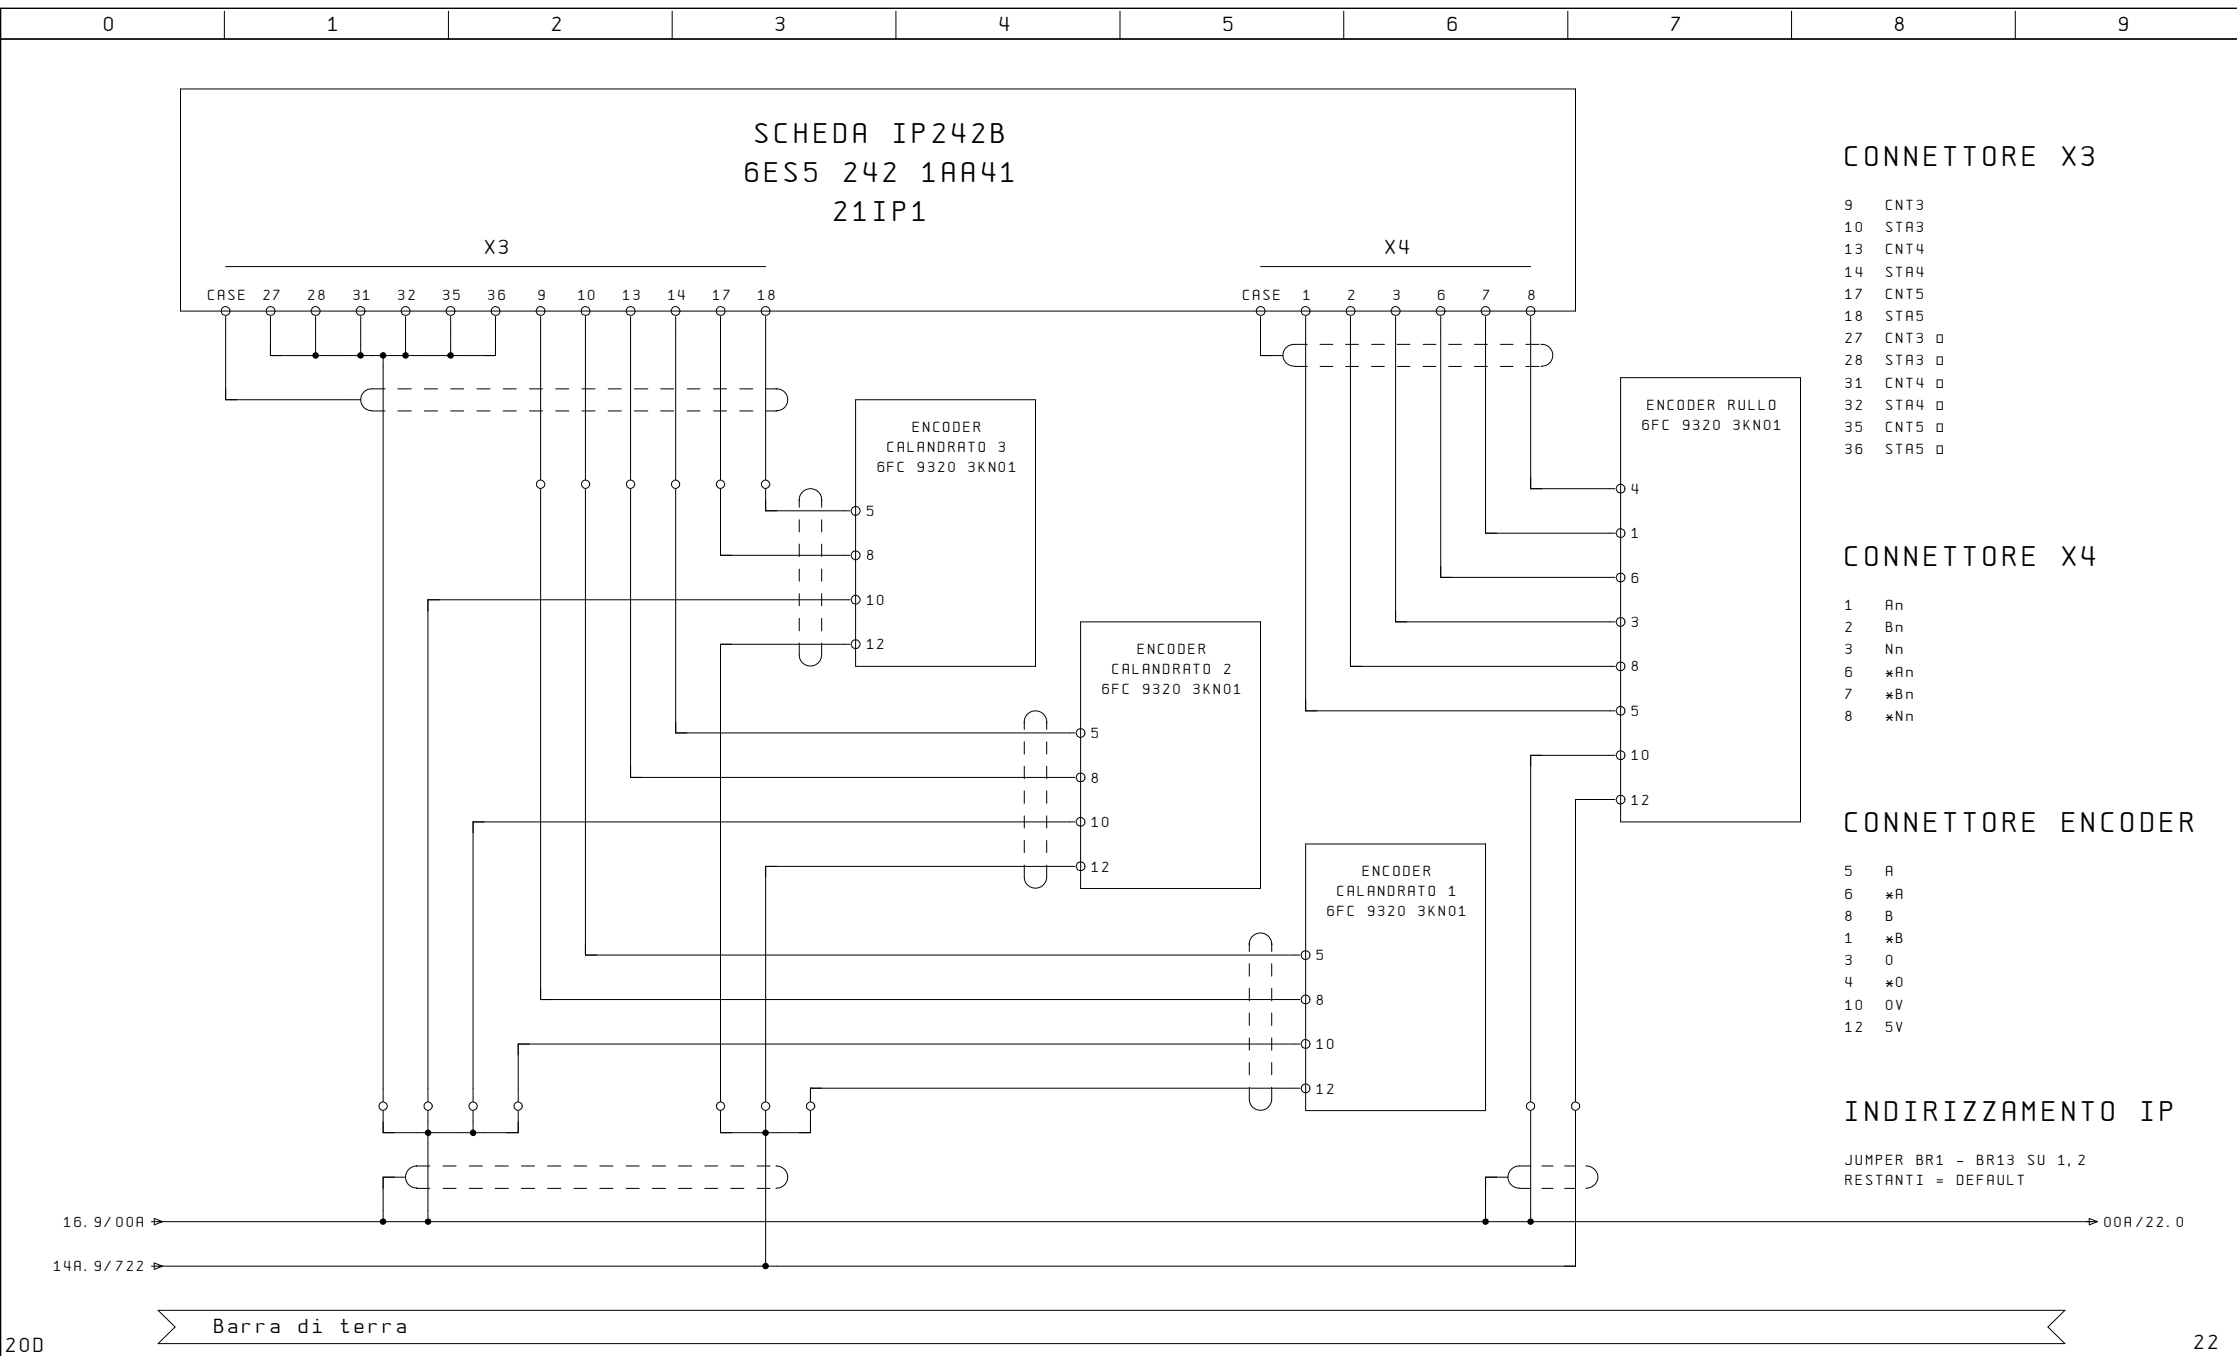 0 1 2 3 4 5 6 7 8 9
SCHEDA IP242B
6ES5 242 1AA41
21IP1
X3
X4
CASE 27 28 31 32 35 36 9 10 13 14 17 18
CASE 1 2 3 6 7 8
ENCODER
CALANDRATO 3
6FC 9320 3KN01
5
8
10
12
ENCODER
CALANDRATO 2
6FC 9320 3KN01
5
8
10
12
ENCODER
CALANDRATO 1
6FC 9320 3KN01
5
8
10
12
ENCODER RULLO
6FC 9320 3KN01
4
1
6
3
8
5
10
12
CONNETTORE X3
9 CNT3
10 STA3
13 CNT4
14 STA4
17 CNT5
18 STA5
27 CNT3 □
28 STA3 □
31 CNT4 □
32 STA4 □
35 CNT5 □
36 STA5 □
CONNETTORE X4
1 An
2 Bn
3 Nn
6 *An
7 *Bn
8 *Nn
CONNETTORE ENCODER
5 A
6 *A
8 B
1 *B
3 0
4 *0
10 0V
12 5V
INDIRIZZAMENTO IP
JUMPER BR1 - BR13 SU 1,2
RESTANTI = DEFAULT
16.9/00A
00A/22.0
14A.9/722
Barra di terra
20D
22